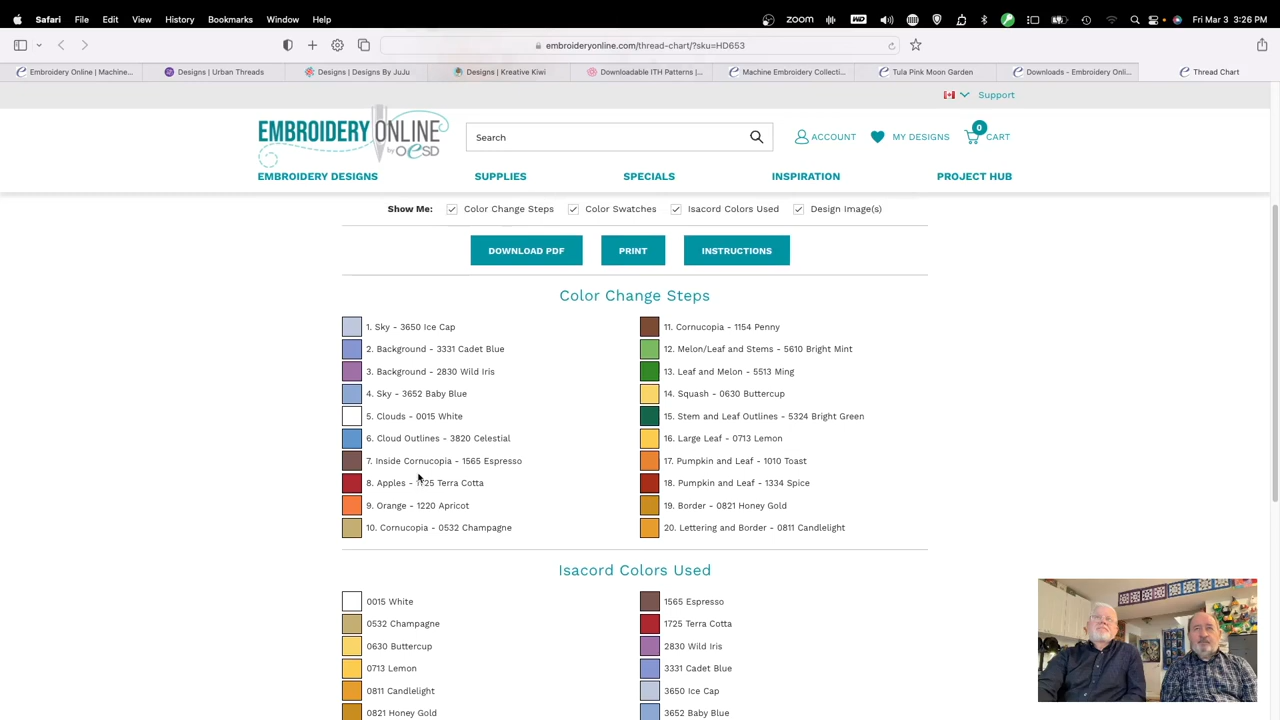 Safari File Edit View History Bookmarks Window Help
zoom
Fri Mar 3 3:26 PM
embroideryonline.com/thread-chart/?sku=HD653
Embroidery Online | Machine...
Designs | Urban Threads
Designs | Designs By JuJu
Designs | Kreative Kiwi
Downloadable ITH Patterns |...
Machine Embroidery Collecti...
Tula Pink Moon Garden
Downloads - Embroidery Onli...
Thread Chart
Support
EMBROIDERY ONLINE
by OESD
Search
ACCOUNT
MY DESIGNS
0
CART
EMBROIDERY DESIGNS
SUPPLIES
SPECIALS
INSPIRATION
PROJECT HUB
Show Me: Color Change Steps Color Swatches Isacord Colors Used Design Image(s)
DOWNLOAD PDF
PRINT
INSTRUCTIONS
Color Change Steps
1. Sky - 3650 Ice Cap
2. Background - 3331 Cadet Blue
3. Background - 2830 Wild Iris
4. Sky - 3652 Baby Blue
5. Clouds - 0015 White
6. Cloud Outlines - 3820 Celestial
7. Inside Cornucopia - 1565 Espresso
8. Apples - 1725 Terra Cotta
9. Orange - 1220 Apricot
10. Cornucopia - 0532 Champagne
11. Cornucopia - 1154 Penny
12. Melon/Leaf and Stems - 5610 Bright Mint
13. Leaf and Melon - 5513 Ming
14. Squash - 0630 Buttercup
15. Stem and Leaf Outlines - 5324 Bright Green
16. Large Leaf - 0713 Lemon
17. Pumpkin and Leaf - 1010 Toast
18. Pumpkin and Leaf - 1334 Spice
19. Border - 0821 Honey Gold
20. Lettering and Border - 0811 Candlelight
Isacord Colors Used
0015 White
0532 Champagne
0630 Buttercup
0713 Lemon
0811 Candlelight
0821 Honey Gold
1565 Espresso
1725 Terra Cotta
2830 Wild Iris
3331 Cadet Blue
3650 Ice Cap
3652 Baby Blue